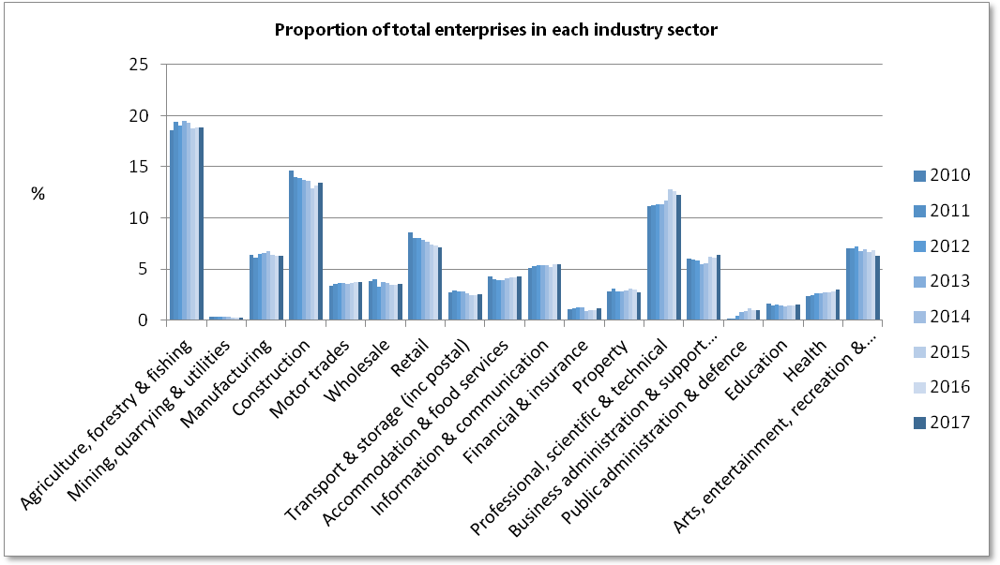 Proportion of total enterprises in each industry sector
25
20
15
10
5
0
%
Agriculture, forestry & fishing
Mining, quarrying & utilities
Manufacturing
Construction
Motor trades
Wholesale
Retail
Transport & storage (inc postal)
Accommodation & food services
Information & communication
Financial & insurance
Property
Professional, scientific & technical
Business administration & support...
Public administration & defence
Education
Health
Arts, entertainment, recreation &...
2010
2011
2012
2013
2014
2015
2016
2017